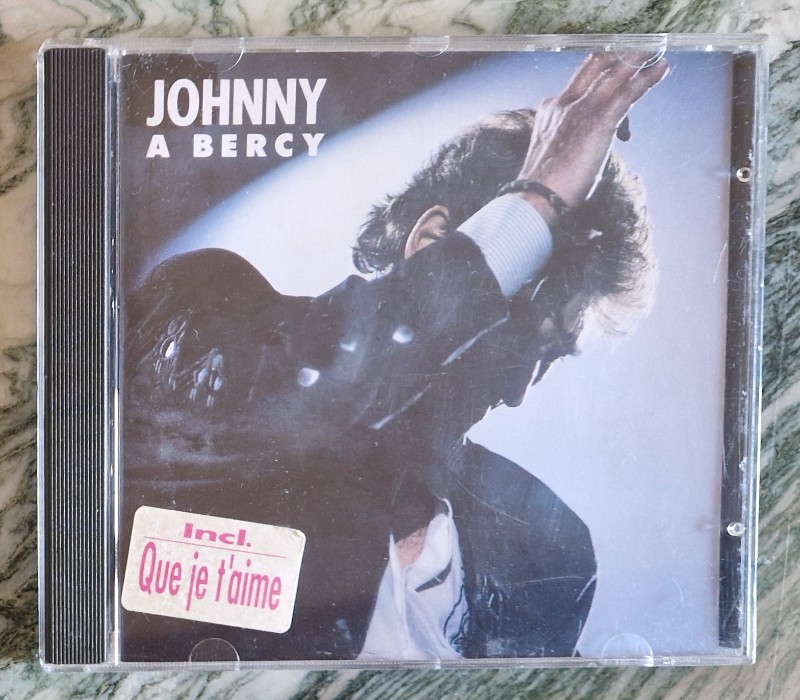 JOHNNY
A BERCY
Incl.
Que je t'aime